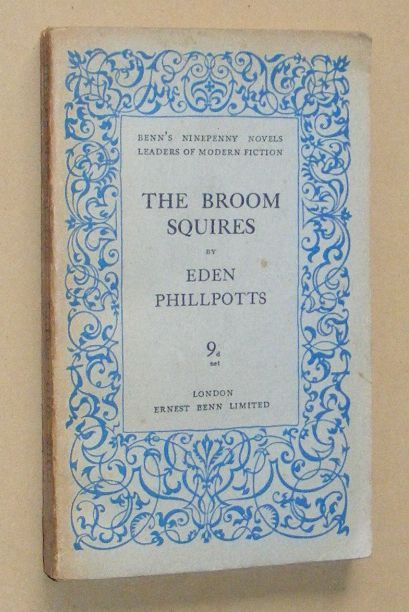 BENN'S NINEPENNY NOVELS
LEADERS OF MODERN FICTION
THE BROOM
SQUIRES
BY
EDEN
PHILLPOTTS
9d
net
LONDON
ERNEST BENN LIMITED